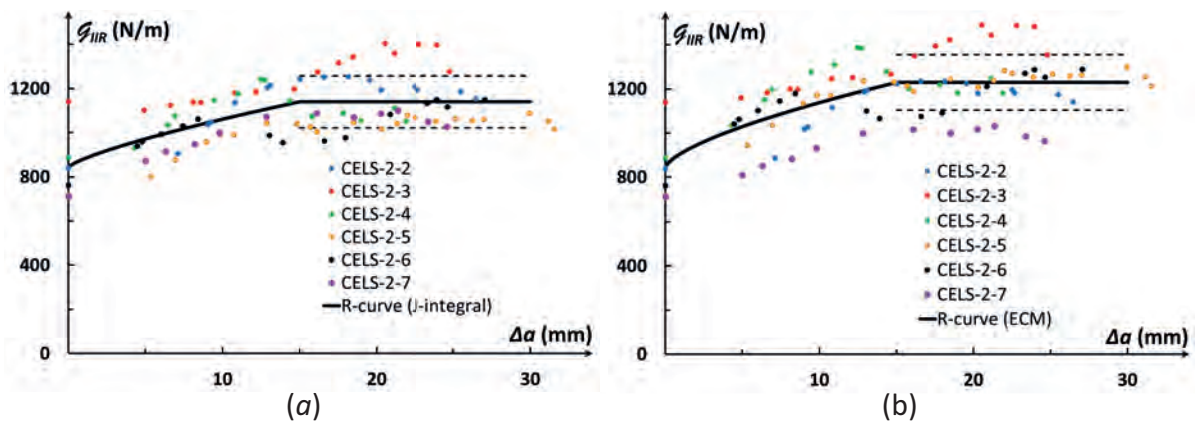 𝒢IIR (N/m)
1200
800
400
0
10
20
30
Δa (mm)
CELS-2-2
CELS-2-3
CELS-2-4
CELS-2-5
CELS-2-6
CELS-2-7
R-curve (J-integral)
(a)
𝒢IIR (N/m)
1200
800
400
0
10
20
30
Δa (mm)
CELS-2-2
CELS-2-3
CELS-2-4
CELS-2-5
CELS-2-6
CELS-2-7
R-curve (ECM)
(b)